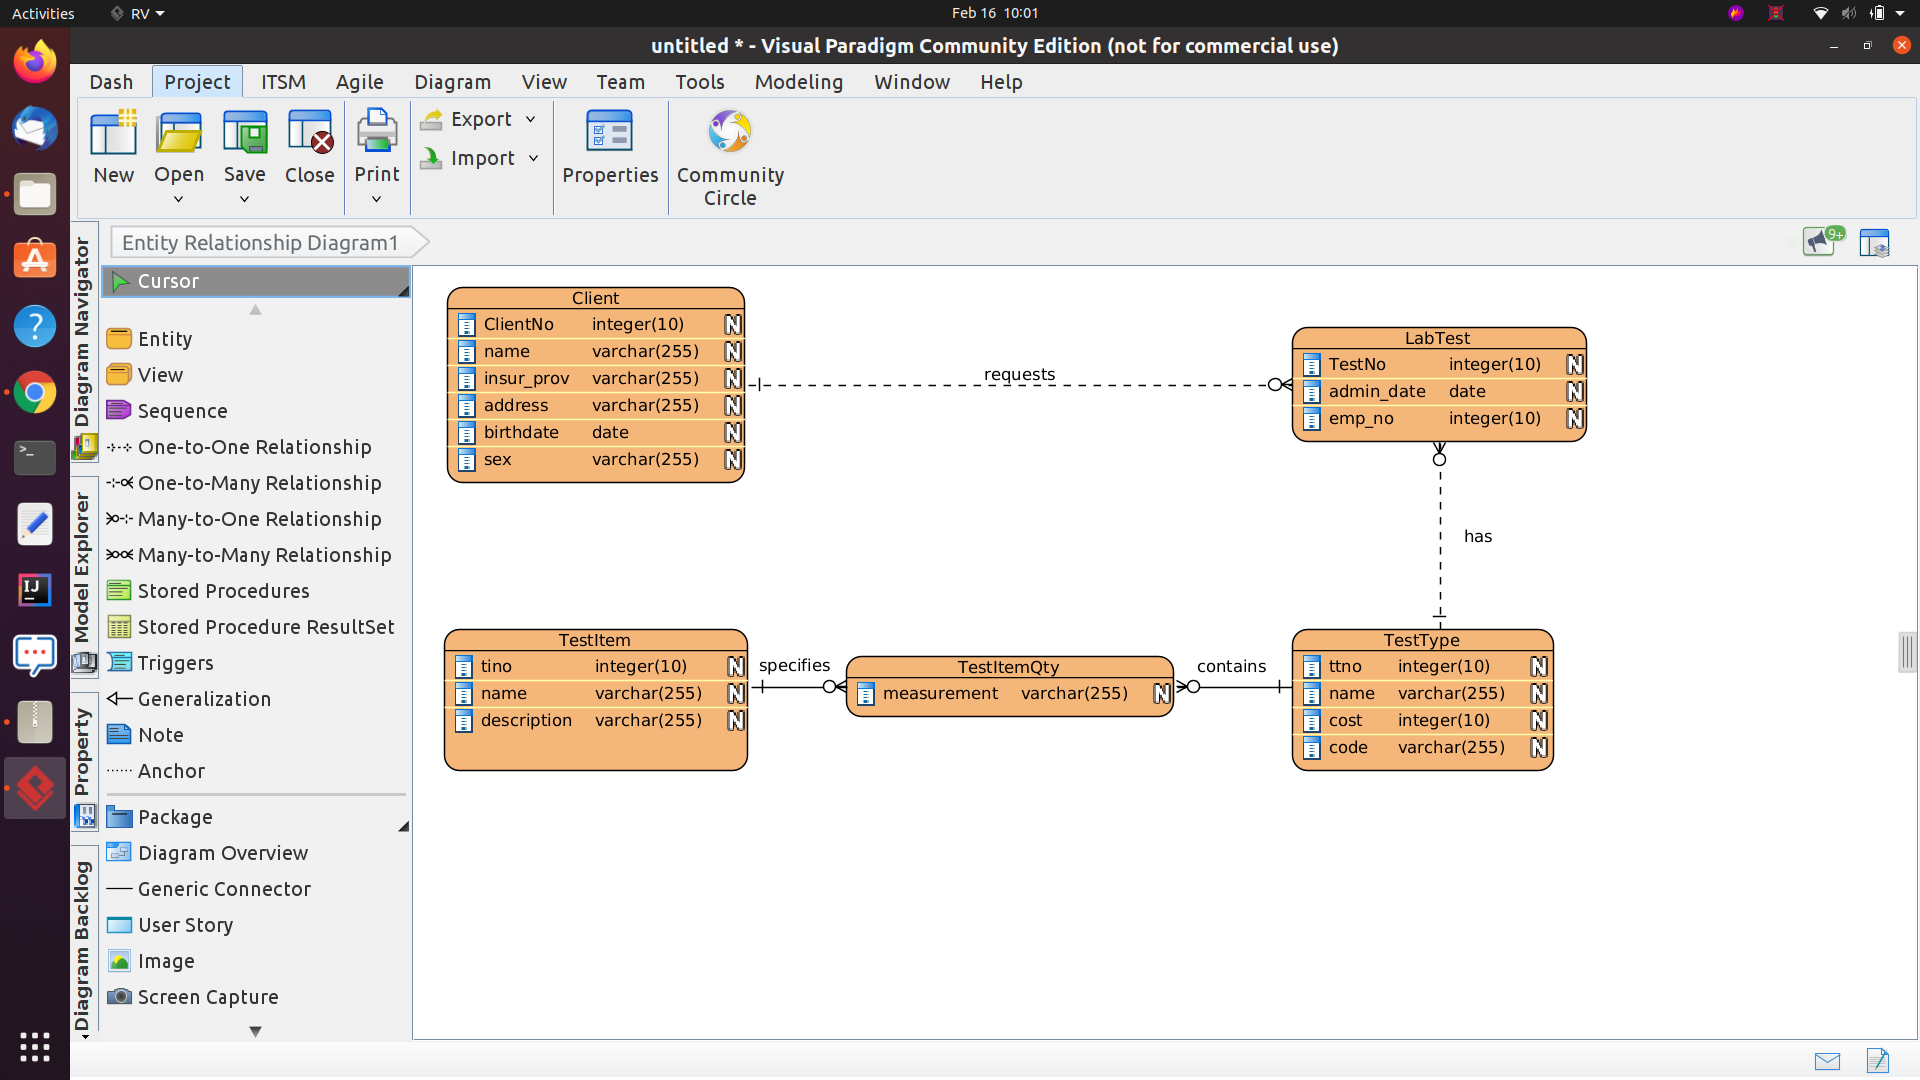 Activities
RV
Feb 16 10:01
untitled * - Visual Paradigm Community Edition (not for commercial use)
Dash Project ITSM Agile Diagram View Team Tools Modeling Window Help
New Open Save Close Print
Export
Import
Properties
Community
Circle
Entity Relationship Diagram1
9+
Diagram Navigator
Model Explorer
Property
Diagram Backlog
Cursor
Entity
View
Sequence
One-to-One Relationship
One-to-Many Relationship
Many-to-One Relationship
Many-to-Many Relationship
Stored Procedures
Stored Procedure ResultSet
Triggers
Generalization
Note
Anchor
Package
Diagram Overview
Generic Connector
User Story
Image
Screen Capture
Client
ClientNo integer(10) N
name varchar(255) N
insur_prov varchar(255) N
address varchar(255) N
birthdate date N
sex varchar(255) N
requests
LabTest
TestNo integer(10) N
admin_date date N
emp_no integer(10) N
has
TestItem
tino integer(10) N
name varchar(255) N
description varchar(255) N
specifies
TestItemQty
measurement varchar(255) N
contains
TestType
ttno integer(10) N
name varchar(255) N
cost integer(10) N
code varchar(255) N
IJ